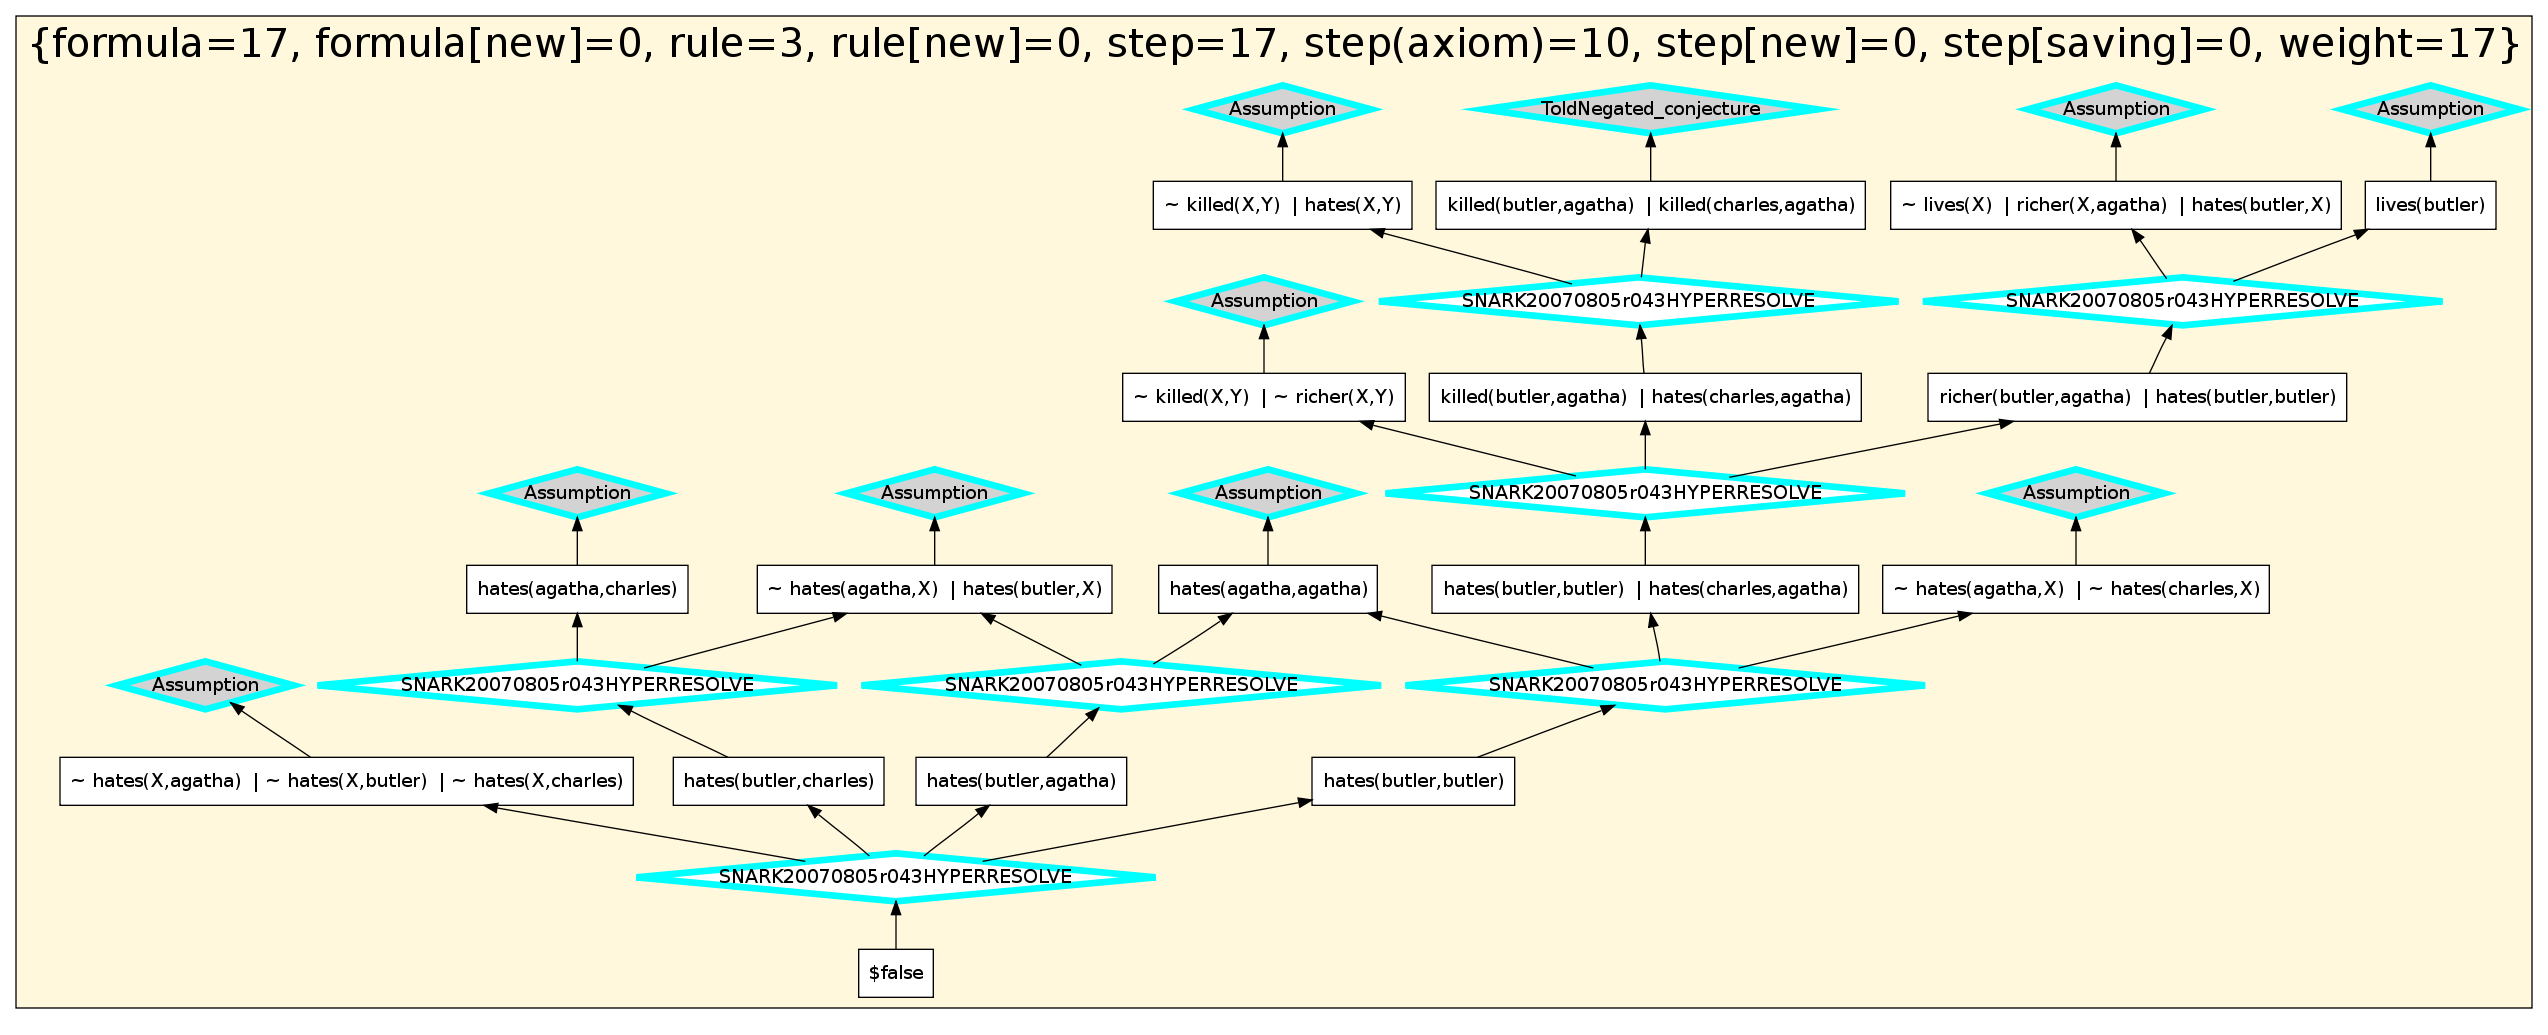 {formula=17, formula[new]=0, rule=3, rule[new]=0, step=17, step(axiom)=10, step[new]=0, step[saving]=0, weight=17}
Assumption
ToldNegated_conjecture
Assumption
Assumption
~ killed(X,Y) | hates(X,Y)
killed(butler,agatha) | killed(charles,agatha)
~ lives(X) | richer(X,agatha) | hates(butler,X)
lives(butler)
Assumption
SNARK20070805r043HYPERRESOLVE
SNARK20070805r043HYPERRESOLVE
~ killed(X,Y) | ~ richer(X,Y)
killed(butler,agatha) | hates(charles,agatha)
richer(butler,agatha) | hates(butler,butler)
Assumption
Assumption
Assumption
SNARK20070805r043HYPERRESOLVE
Assumption
hates(agatha,charles)
~ hates(agatha,X) | hates(butler,X)
hates(agatha,agatha)
hates(butler,butler) | hates(charles,agatha)
~ hates(agatha,X) | ~ hates(charles,X)
Assumption
SNARK20070805r043HYPERRESOLVE
SNARK20070805r043HYPERRESOLVE
SNARK20070805r043HYPERRESOLVE
~ hates(X,agatha) | ~ hates(X,butler) | ~ hates(X,charles)
hates(butler,charles)
hates(butler,agatha)
hates(butler,butler)
SNARK20070805r043HYPERRESOLVE
$false